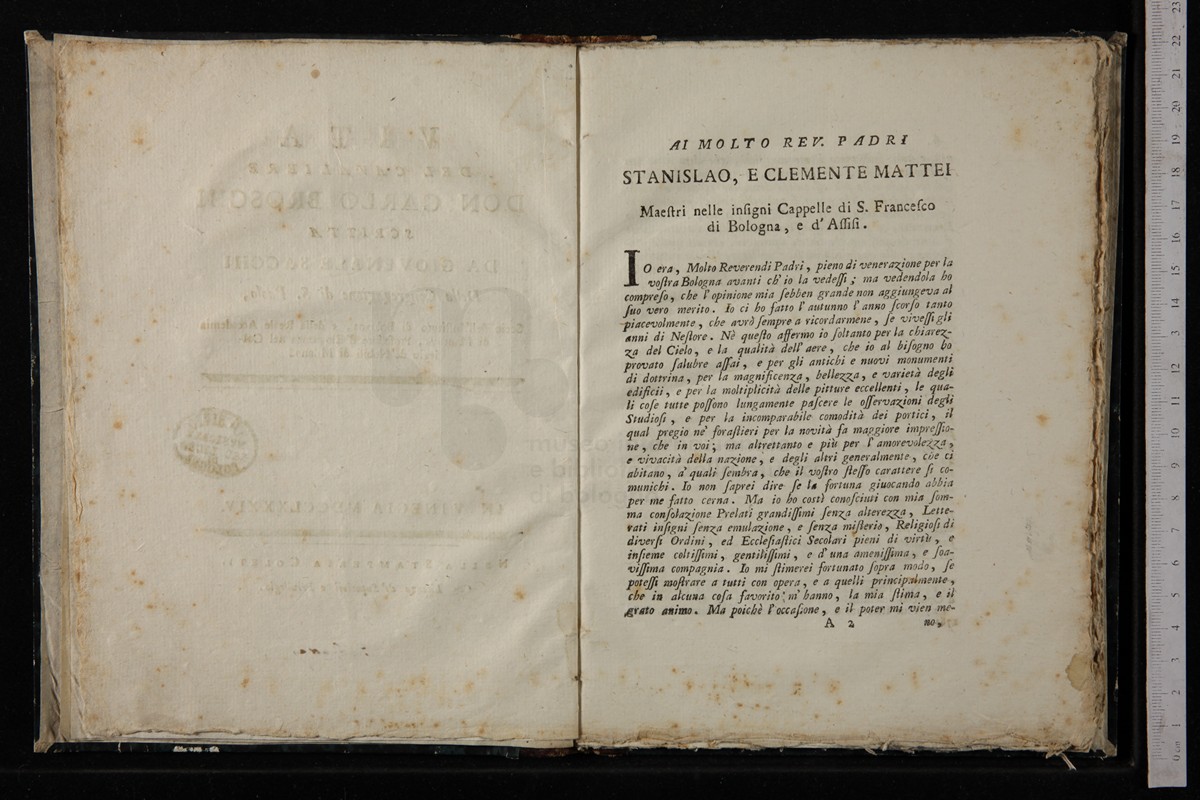 AI MOLTO REV. PADRI
STANISLAO, E CLEMENTE MATTEI
Maeſtri nelle inſigni Cappelle di S. Franceſco
di Bologna, e d' Aſſiſi.
IO era, Molto Reverendi Padri, pieno di venerazione per la
voſtra Bologna avanti ch' io la vedeſſi; ma vedendola ho
compreſo, che l' opinione mia ſebben grande non aggiungeva al
ſuo vero merito. Io ci ho fatto l' autunno l' anno ſcorſo tanto
piacevolmente, che avrò ſempre a ricordarmene, ſe viveſſi gli
anni di Neſtore. Nè queſto affermo io ſoltanto per la chiarez-
za del Cielo, e la qualità dell' aere, che io al biſogno ho
provato ſalubre aſſai, e per gli antichi e nuovi monumenti
di dottrina, per la magnificenza, bellezza, e varietà degli
edificii, e per la moltiplicità delle pitture eccellenti, le qua-
li coſe tutte poſſono lungamente paſcere le oſſervazioni degli
Studioſi, e per la incomparabile comodità dei portici, il
qual pregio ne' foraſtieri per la novità fa maggiore impreſſio-
ne, che in voi; ma altrettanto e più per l' amorevolezza,
e vivacità della nazione, e degli altri generalmente, che ci
abitano, a' quali ſembra, che il voſtro ſteſſo carattere ſi co-
munichi. Io non ſaprei dire ſe la fortuna giuocando abbia
per me fatto cerna. Ma io ho coſtì conoſciuti con mia ſom-
ma conſolazione Prelati grandiſſimi ſenza alterezza, Lette-
rati inſigni ſenza emulazione, e ſenza miſterio, Religioſi di
diverſi Ordini, ed Eccleſiaſtici Secolari pieni di virtù, e
inſieme coltiſſimi, gentiliſſimi, e d' una ameniſſima, e ſoa-
viſſima compagnia. Io mi ſtimerei fortunato ſopra modo, ſe
poteſſi moſtrare a tutti con opera, e a quelli principalmente,
che in alcuna coſa favorito m' hanno, la mia ſtima, e il
grato animo. Ma poichè l' occaſione, e il poter mi vien me-
A 2 no,